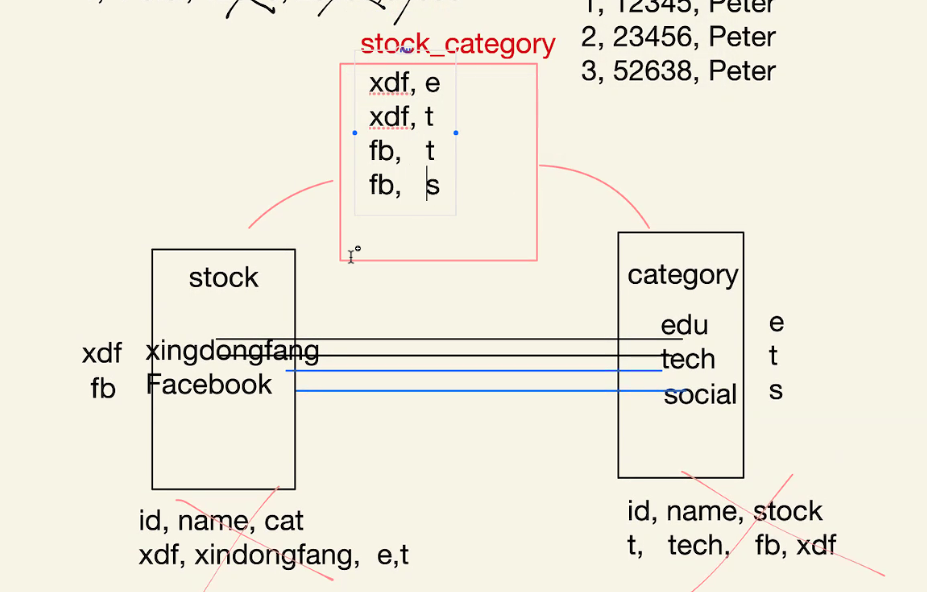 1, 12345, Peter
2, 23456, Peter
3, 52638, Peter
stock_category
xdf, e
xdf, t
fb, t
fb, s
stock
xdf xingdongfang
fb Facebook
category
edu e
tech t
social s
id, name, cat
xdf, xindongfang, e,t
id, name, stock
t, tech, fb, xdf